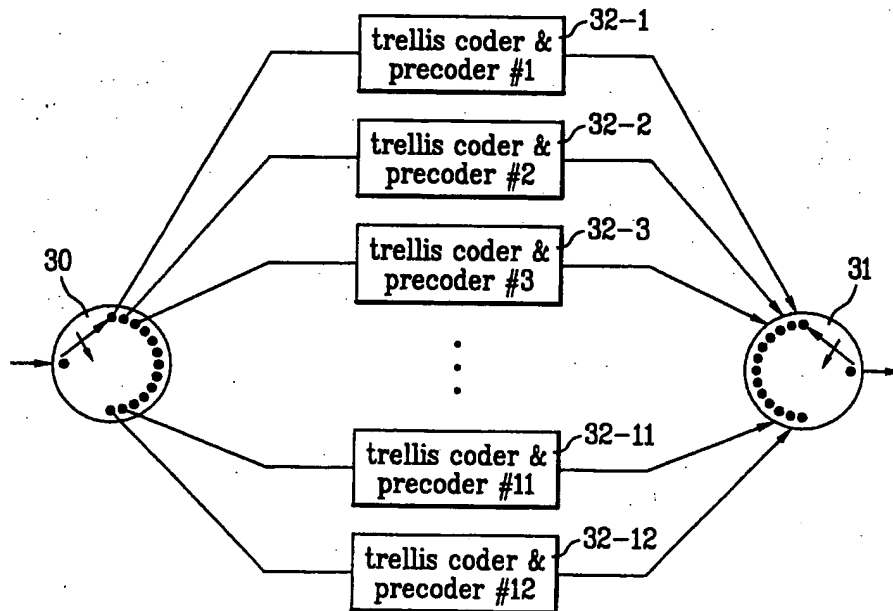 32-1
trellis coder &
precoder #1
32-2
trellis coder &
precoder #2
32-3
trellis coder &
precoder #3
30
31
32-11
trellis coder &
precoder #11
32-12
trellis coder &
precoder #12